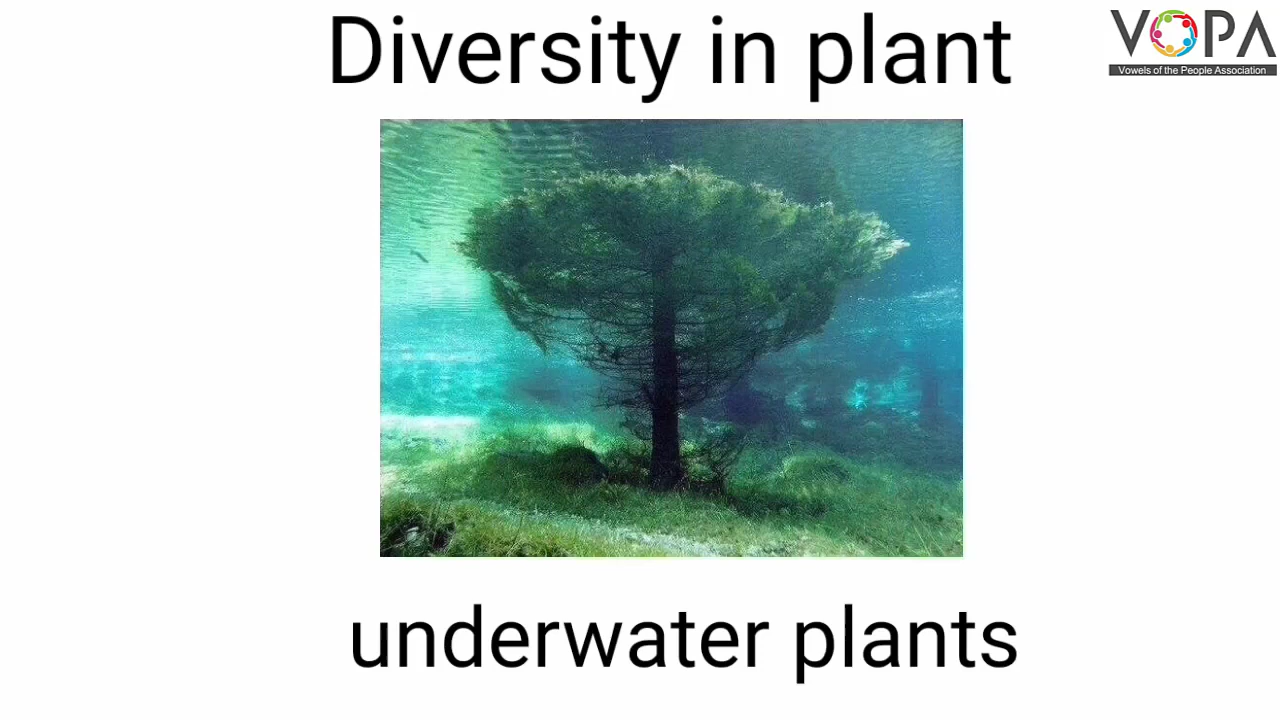 Diversity in plant
VOPA
Vowels of the People Association
underwater plants